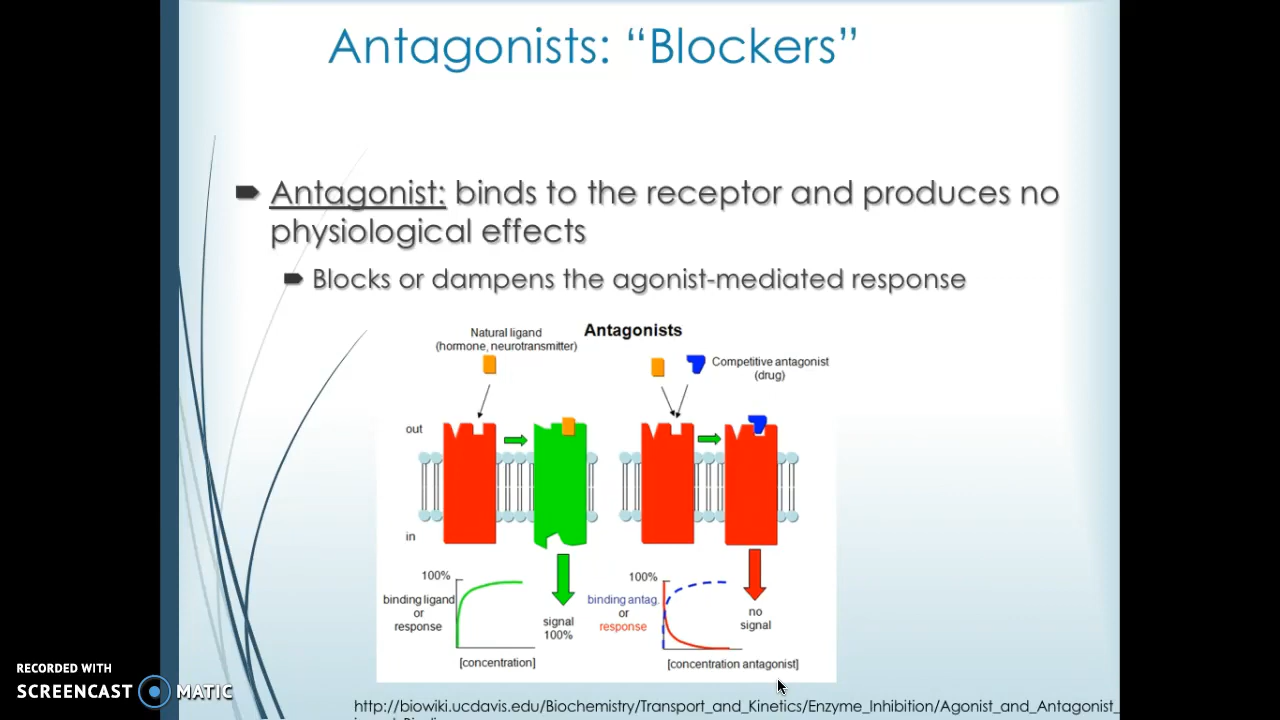 Antagonists: “Blockers”
Antagonist: binds to the receptor and produces no
physiological effects
Blocks or dampens the agonist-mediated response
Antagonists
Natural ligand
(hormone, neurotransmitter)
Competitive antagonist
(drug)
out
in
100%
binding ligand
or
response
[concentration]
signal
100%
100%
binding antag.
or
response
[concentration antagonist]
no
signal
http://biowiki.ucdavis.edu/Biochemistry/Transport_and_Kinetics/Enzyme_Inhibition/Agonist_and_Antagonist_
RECORDED WITH
SCREENCAST MATIC